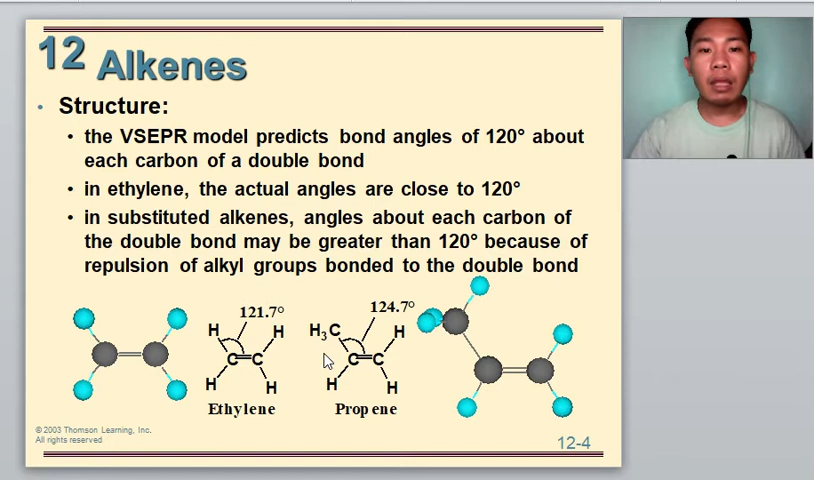 12 Alkenes
• Structure:
• the VSEPR model predicts bond angles of 120° about
each carbon of a double bond
• in ethylene, the actual angles are close to 120°
• in substituted alkenes, angles about each carbon of
the double bond may be greater than 120° because of
repulsion of alkyl groups bonded to the double bond
121.7° 124.7°
H H H3C H
C=C C=C
H H H H
Ethylene Propene
© 2003 Thomson Learning, Inc.
All rights reserved
12-4